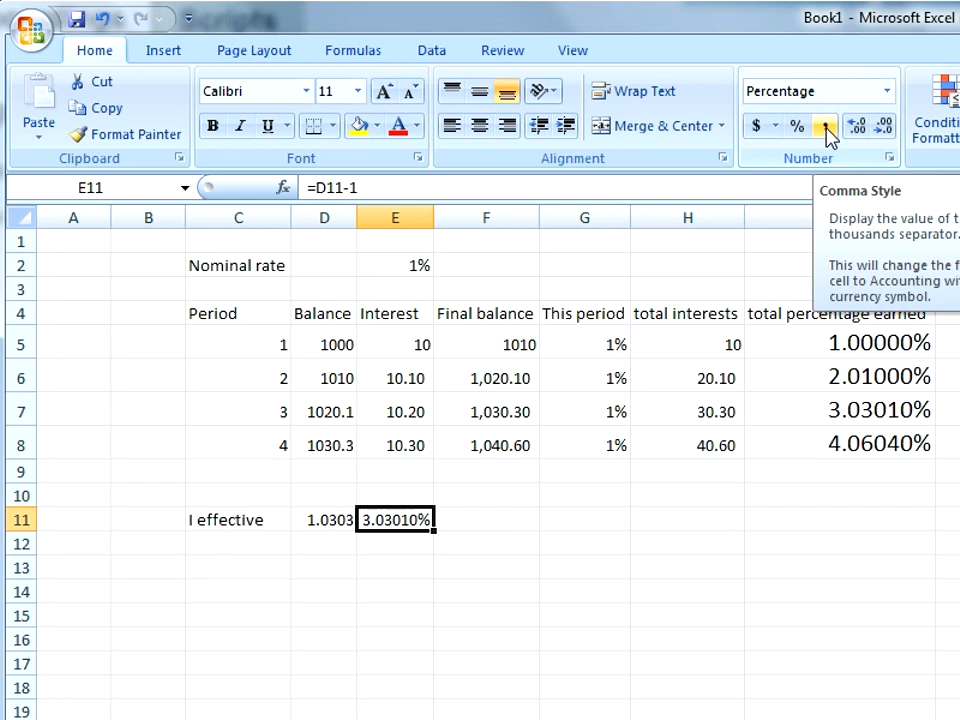 Book1 - Microsoft Excel
Home Insert Page Layout Formulas Data Review View
Paste
Cut
Copy
Format Painter
Clipboard
Calibri 11
B I U A
Font
Wrap Text
Merge & Center
Alignment
Percentage
$ % ,
Number
Conditi
Formatt
E11 fx =D11-1
Comma Style
Display the value of t
thousands separator.
This will change the f
cell to Accounting wi
currency symbol.
A B C D E F G H
1
2 Nominal rate 1%
3
4 Period Balance Interest Final balance This period total interests total percentage earned
5 1 1000 10 1010 1% 10 1.00000%
6 2 1010 10.10 1,020.10 1% 20.10 2.01000%
7 3 1020.1 10.20 1,030.30 1% 30.30 3.03010%
8 4 1030.3 10.30 1,040.60 1% 40.60 4.06040%
9
10
11 I effective 1.0303 3.03010%
12
13
14
15
16
17
18
19